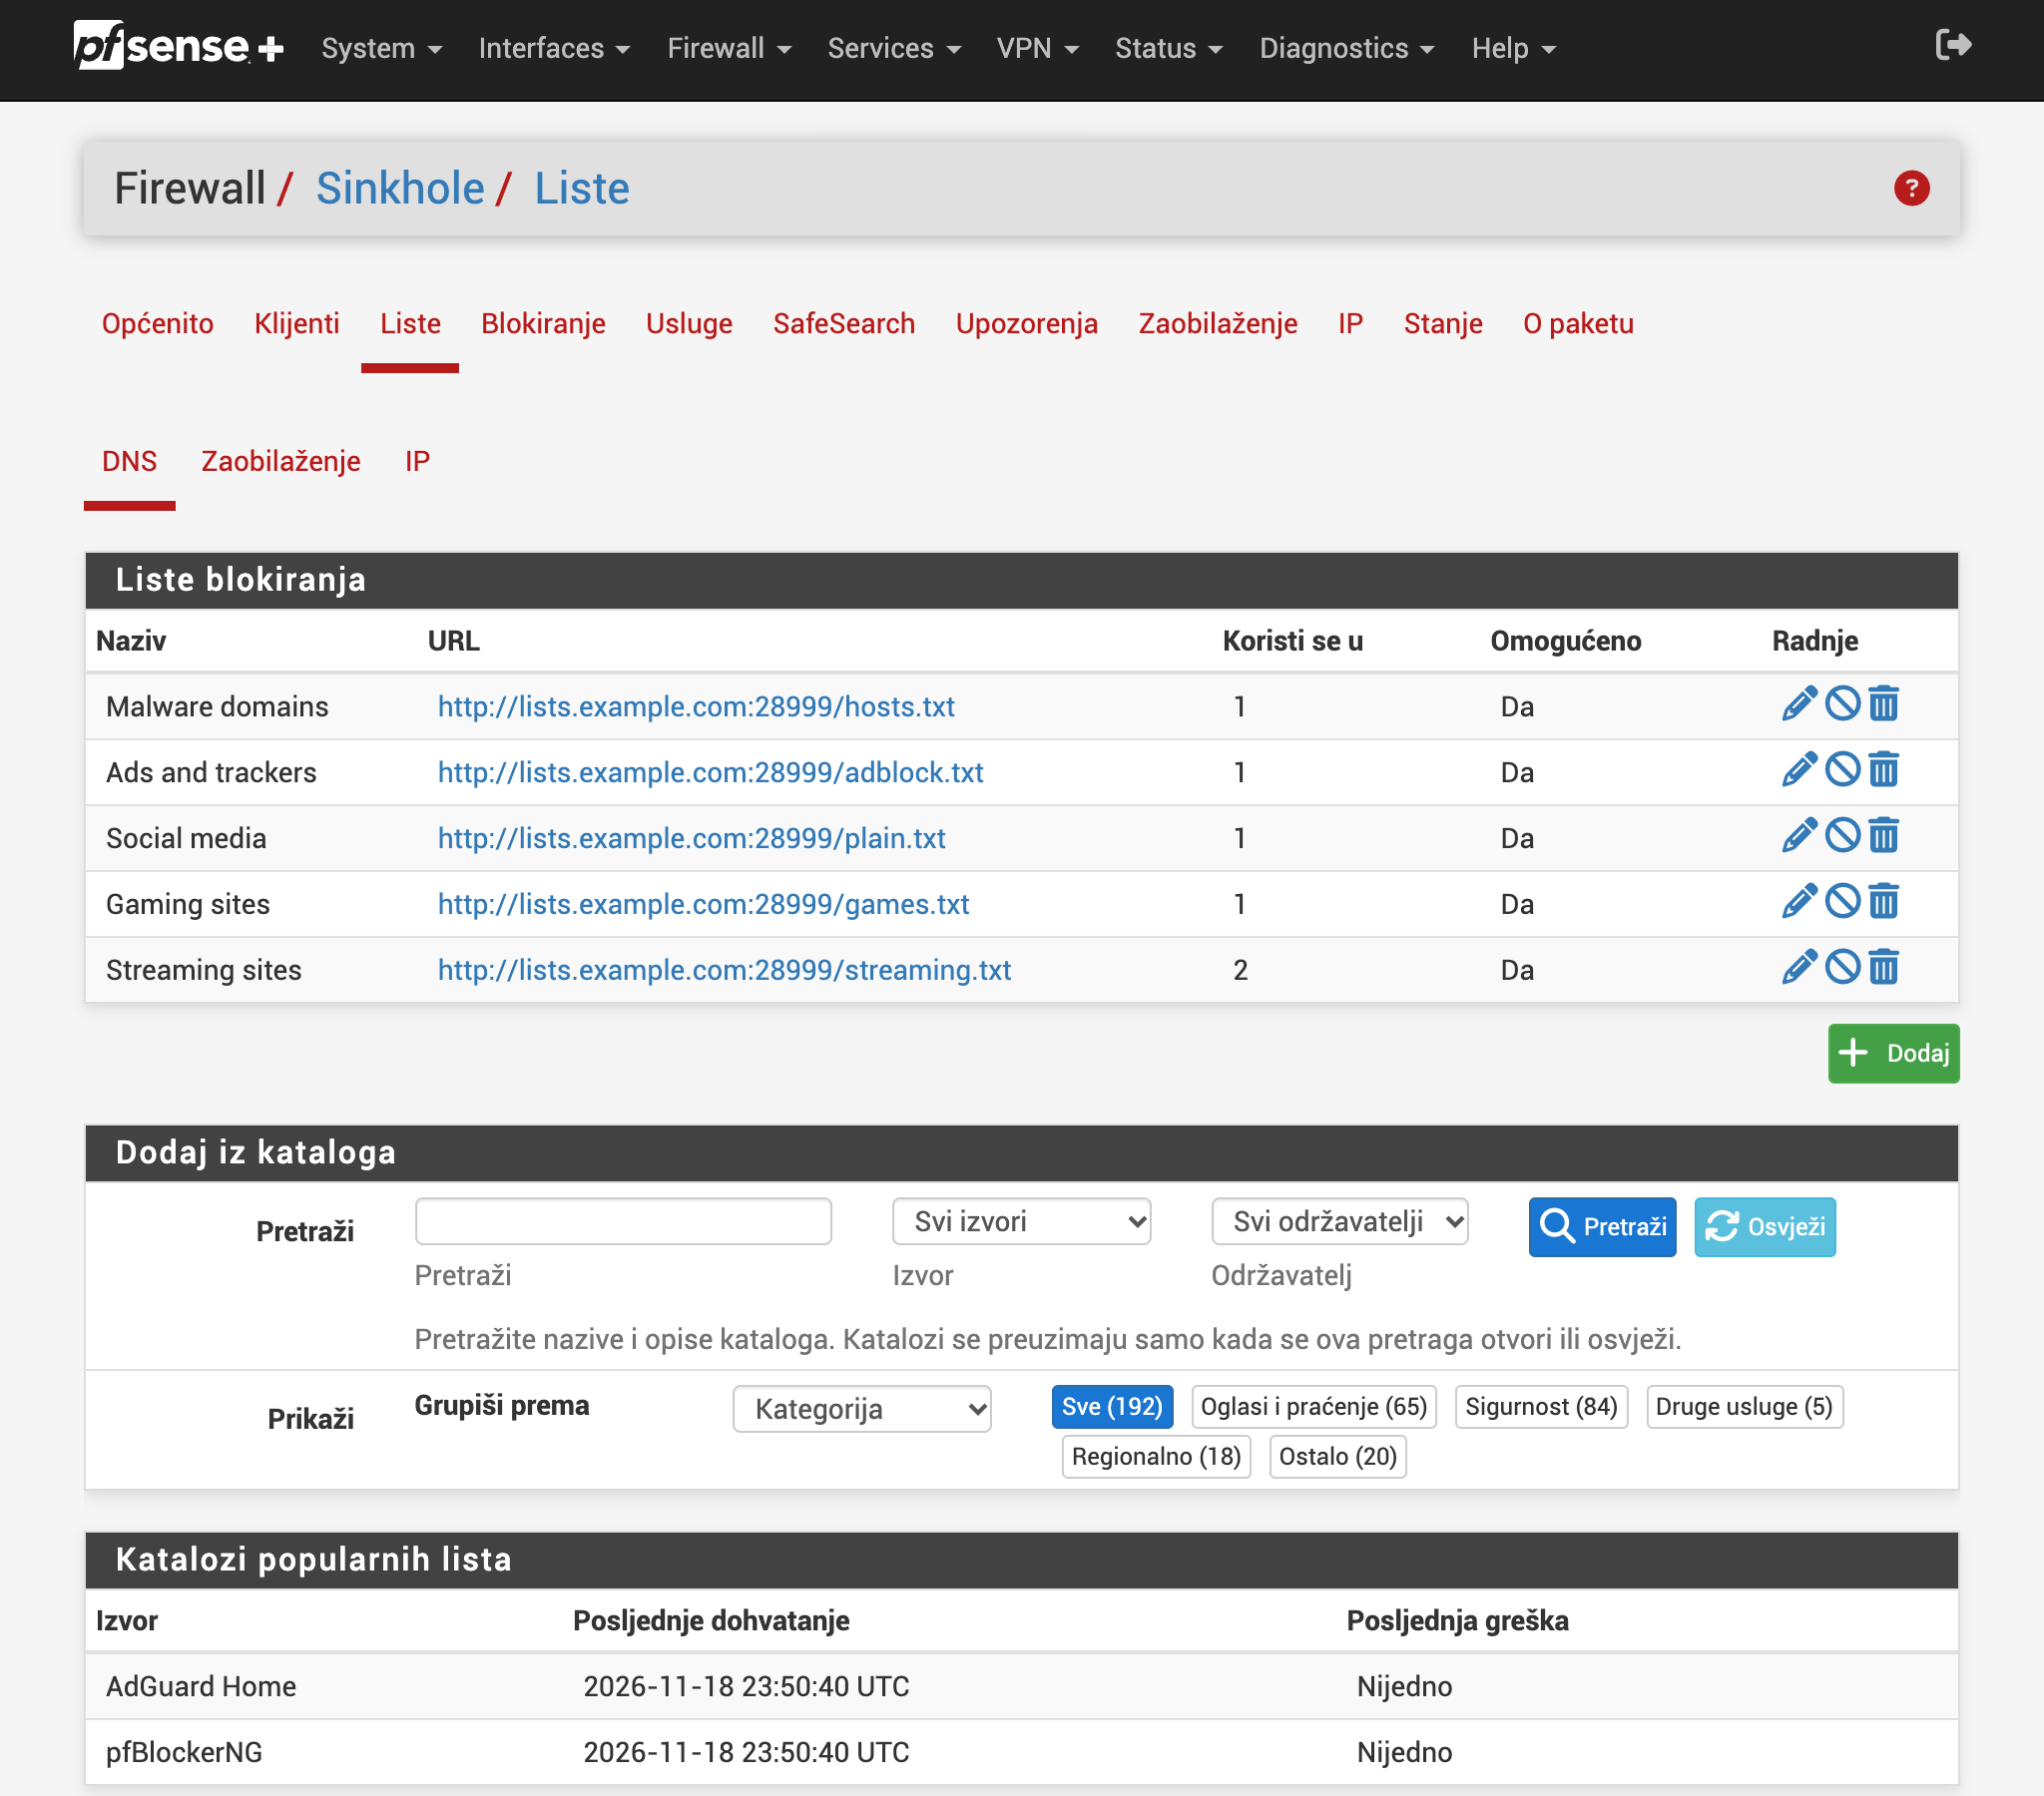 pfsense + System Interfaces Firewall Services VPN Status Diagnostics Help
Firewall / Sinkhole / Liste ?
Općenito Klijenti Liste Blokiranje Usluge SafeSearch Upozorenja Zaobilaženje IP Stanje O paketu
DNS Zaobilaženje IP
Liste blokiranja
Naziv URL Koristi se u Omogućeno Radnje
Malware domains http://lists.example.com:28999/hosts.txt 1 Da
Ads and trackers http://lists.example.com:28999/adblock.txt 1 Da
Social media http://lists.example.com:28999/plain.txt 1 Da
Gaming sites http://lists.example.com:28999/games.txt 1 Da
Streaming sites http://lists.example.com:28999/streaming.txt 2 Da
Dodaj
Dodaj iz kataloga
Pretraži Svi izvori Svi održavatelji Pretraži Osvježi
Pretraži Izvor Održavatelj
Pretražite nazive i opise kataloga. Katalozi se preuzimaju samo kada se ova pretraga otvori ili osvježi.
Prikaži Grupiši prema Kategorija Sve (192) Oglasi i praćenje (65) Sigurnost (84) Druge usluge (5)
Regionalno (18) Ostalo (20)
Katalozi popularnih lista
Izvor Posljednje dohvatanje Posljednja greška
AdGuard Home 2026-11-18 23:50:40 UTC Nijedno
pfBlockerNG 2026-11-18 23:50:40 UTC Nijedno